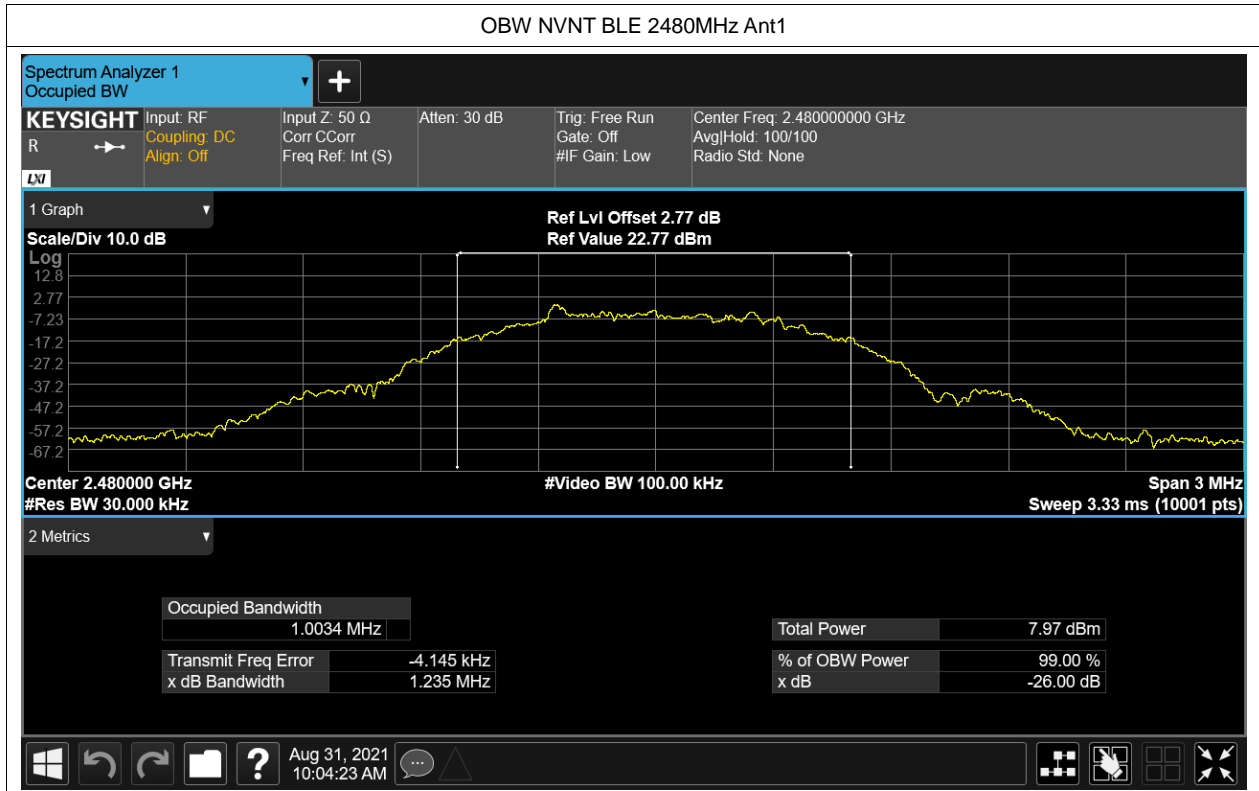 OBW NVNT BLE 2480MHz Ant1
Spectrum Analyzer 1
Occupied BW
KEYSIGHT
R
LXI
Input: RF
Coupling: DC
Align: Off
Input Z: 50 Ω
Corr CCorr
Freq Ref: Int (S)
Atten: 30 dB
Trig: Free Run
Gate: Off
#IF Gain: Low
Center Freq: 2.480000000 GHz
Avg|Hold: 100/100
Radio Std: None
1 Graph
Scale/Div 10.0 dB
Ref Lvl Offset 2.77 dB
Ref Value 22.77 dBm
Log
12.8
2.77
-7.23
-17.2
-27.2
-37.2
-47.2
-57.2
-67.2
Center 2.480000 GHz
#Res BW 30.000 kHz
#Video BW 100.00 kHz
Span 3 MHz
Sweep 3.33 ms (10001 pts)
2 Metrics
Occupied Bandwidth
1.0034 MHz
Transmit Freq Error -4.145 kHz
x dB Bandwidth 1.235 MHz
Total Power 7.97 dBm
% of OBW Power 99.00 %
x dB -26.00 dB
Aug 31, 2021
10:04:23 AM